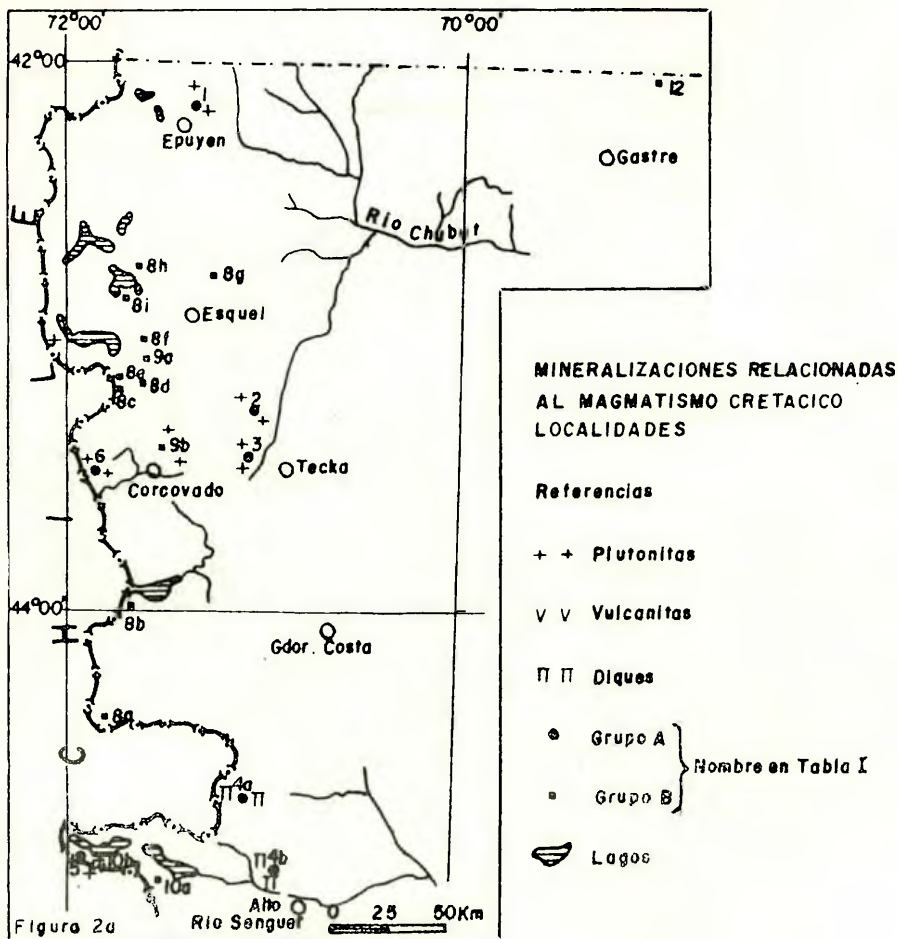 72°00' 70°00'
42°00'
1
12
Epuyen
Gastre
Rio Chubut
8h
8g
8i
Esquel
8f
9a
8e
8d
8c
2
3
9b
6
Tecka
Corcovado
44°00'
8b
Gdor. Costa
8a
4a
4b
5
10b
10a
Alto
Rio Senguer
0 25 50Km
Figura 2a
C H I L E
MINERALIZACIONES RELACIONADAS
AL MAGMATISMO CRETACICO
LOCALIDADES
Referencias
+ + Plutonitas
V V Vulcanitas
Π Π Diques
Grupo A
Nombre en Tabla I
Grupo B
Lagos